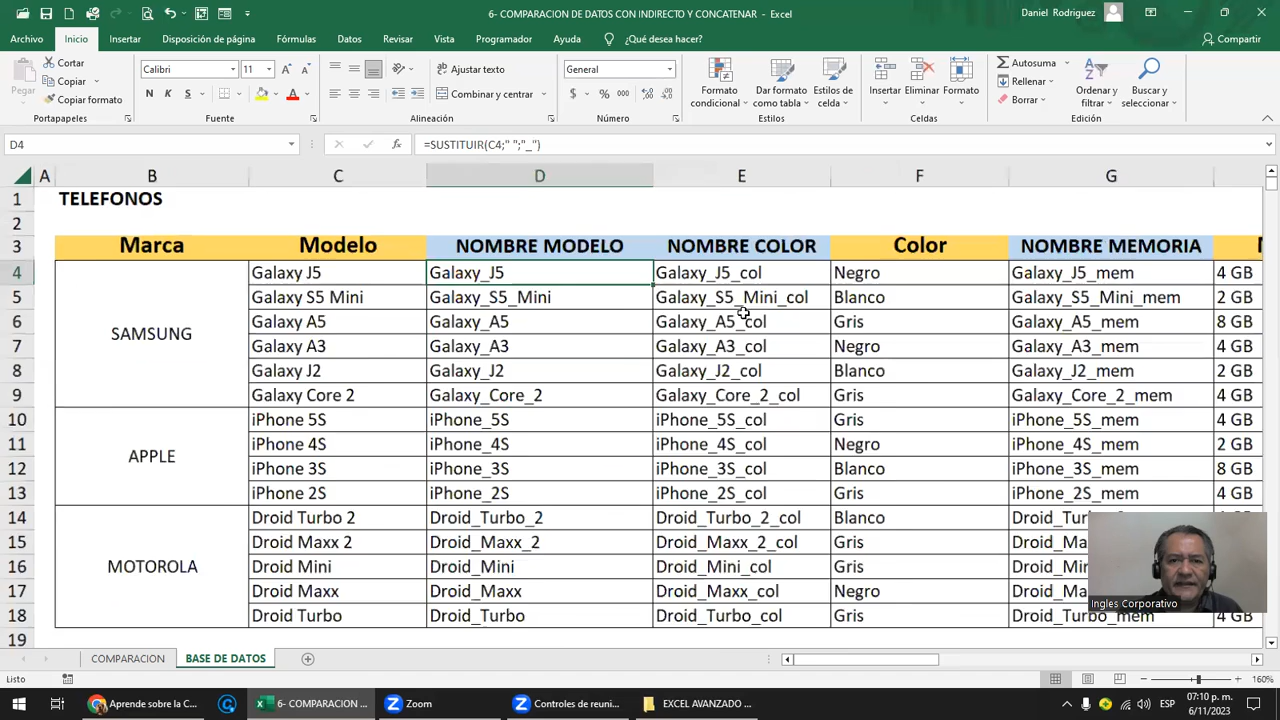 6- COMPARACION DE DATOS CON INDIRECTO Y CONCATENAR - Excel
Daniel Rodriguez
Archivo Inicio Insertar Disposición de página Fórmulas Datos Revisar Vista Programador Ayuda ¿Qué desea hacer? Compartir
Pegar
Cortar
Copiar
Copiar formato
Portapapeles
Calibri 11
N K S
Fuente
Ajustar texto
Combinar y centrar
Alineación
General
$ % 000
Número
Formato condicional
Dar formato como tabla
Estilos de celda
Estilos
Insertar Eliminar Formato
Celdas
Autosuma
Rellenar
Borrar
Ordenar y filtrar
Buscar y seleccionar
Edición
D4 fx =SUSTITUIR(C4;" ";"_")
A B C D E F G
1 TELEFONOS
2
3 Marca Modelo NOMBRE MODELO NOMBRE COLOR Color NOMBRE MEMORIA
4 Galaxy J5 Galaxy_J5 Galaxy_J5_col Negro Galaxy_J5_mem 4 GB
5 Galaxy S5 Mini Galaxy_S5_Mini Galaxy_S5_Mini_col Blanco Galaxy_S5_Mini_mem 2 GB
6 Galaxy A5 Galaxy_A5 Galaxy_A5_col Gris Galaxy_A5_mem 8 GB
SAMSUNG
7 Galaxy A3 Galaxy_A3 Galaxy_A3_col Negro Galaxy_A3_mem 4 GB
8 Galaxy J2 Galaxy_J2 Galaxy_J2_col Blanco Galaxy_J2_mem 2 GB
9 Galaxy Core 2 Galaxy_Core_2 Galaxy_Core_2_col Gris Galaxy_Core_2_mem 4 GB
10 iPhone 5S iPhone_5S iPhone_5S_col Gris iPhone_5S_mem 4 GB
11 iPhone 4S iPhone_4S iPhone_4S_col Negro iPhone_4S_mem 2 GB
APPLE
12 iPhone 3S iPhone_3S iPhone_3S_col Blanco iPhone_3S_mem 8 GB
13 iPhone 2S iPhone_2S iPhone_2S_col Gris iPhone_2S_mem 4 GB
14 Droid Turbo 2 Droid_Turbo_2 Droid_Turbo_2_col Blanco
15 Droid Maxx 2 Droid_Maxx_2 Droid_Maxx_2_col Gris
16 MOTOROLA Droid Mini Droid_Mini Droid_Mini_col Gris
17 Droid Maxx Droid_Maxx Droid_Maxx_col Negro
18 Droid Turbo Droid_Turbo Droid_Turbo_col Gris Droid_Turbo_mem 4 GB
19
Ingles Corporativo
COMPARACION BASE DE DATOS
Listo
160%
Aprende sobre la C...
6- COMPARACION ...
Zoom
Controles de reuni...
EXCEL AVANZADO ...
ESP
07:10 p. m.
6/11/2023